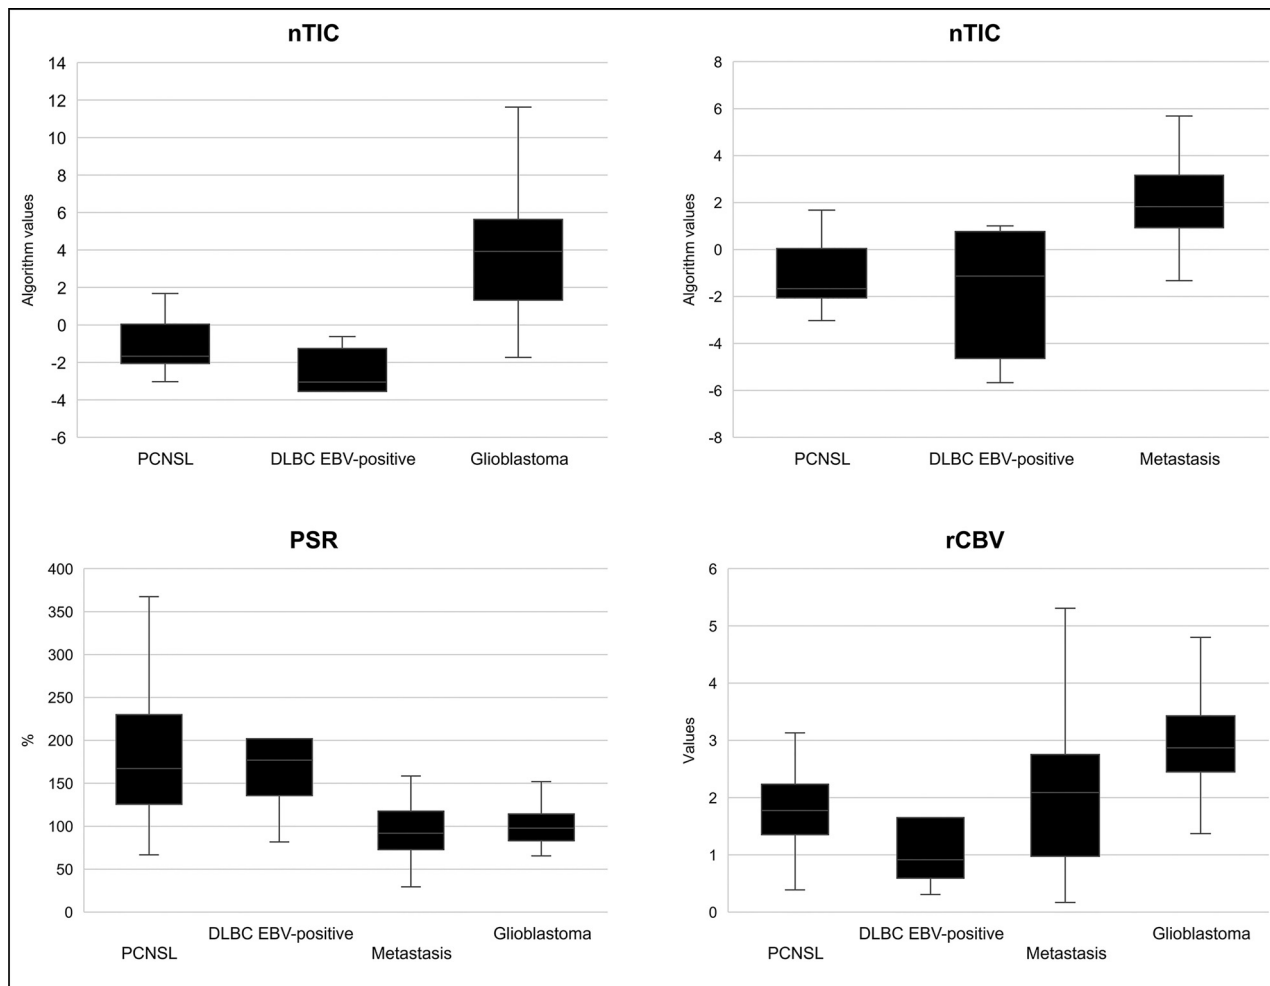 nTIC
14
12
10
8
6
4
2
0
-2
-4
-6
Algorithm values
PCNSL DLBC EBV-positive Glioblastoma
nTIC
8
6
4
2
0
-2
-4
-6
-8
Algorithm values
PCNSL DLBC EBV-positive Metastasis
PSR
400
350
300
250
200
150
100
50
0
%
DLBC EBV-positive Glioblastoma
PCNSL Metastasis
rCBV
6
5
4
3
2
1
0
Values
DLBC EBV-positive Glioblastoma
PCNSL Metastasis